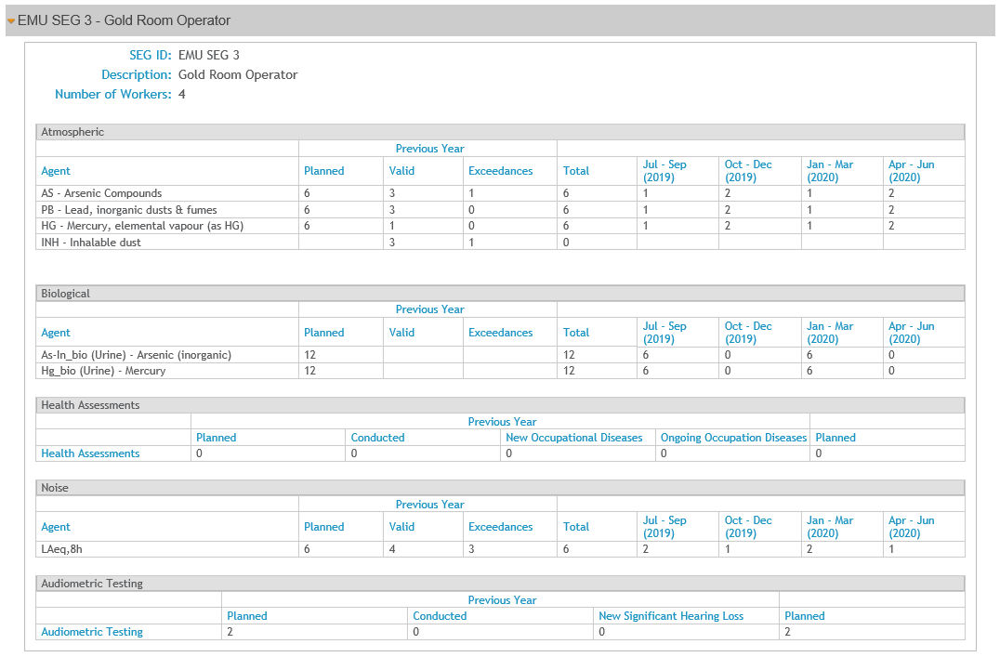 EMU SEG 3 - Gold Room Operator
SEG ID: EMU SEG 3
Description: Gold Room Operator
Number of Workers: 4
Atmospheric
Previous Year
Agent Planned Valid Exceedances Total Jul - Sep (2019) Oct - Dec (2019) Jan - Mar (2020) Apr - Jun (2020)
AS - Arsenic Compounds 6 3 1 6 1 2 1 2
PB - Lead, inorganic dusts & fumes 6 3 0 6 1 2 1 2
HG - Mercury, elemental vapour (as HG) 6 1 0 6 1 2 1 2
INH - Inhalable dust 3 1 0
Biological
Previous Year
Agent Planned Valid Exceedances Total Jul - Sep (2019) Oct - Dec (2019) Jan - Mar (2020) Apr - Jun (2020)
As-In_bio (Urine) - Arsenic (inorganic) 12 12 6 0 6 0
Hg_bio (Urine) - Mercury 12 12 6 0 6 0
Health Assessments
Previous Year
Planned Conducted New Occupational Diseases Ongoing Occupation Diseases Planned
Health Assessments 0 0 0 0 0
Noise
Previous Year
Agent Planned Valid Exceedances Total Jul - Sep (2019) Oct - Dec (2019) Jan - Mar (2020) Apr - Jun (2020)
LAeq,8h 6 4 3 6 2 1 2 1
Audiometric Testing
Previous Year
Planned Conducted New Significant Hearing Loss Planned
Audiometric Testing 2 0 0 2